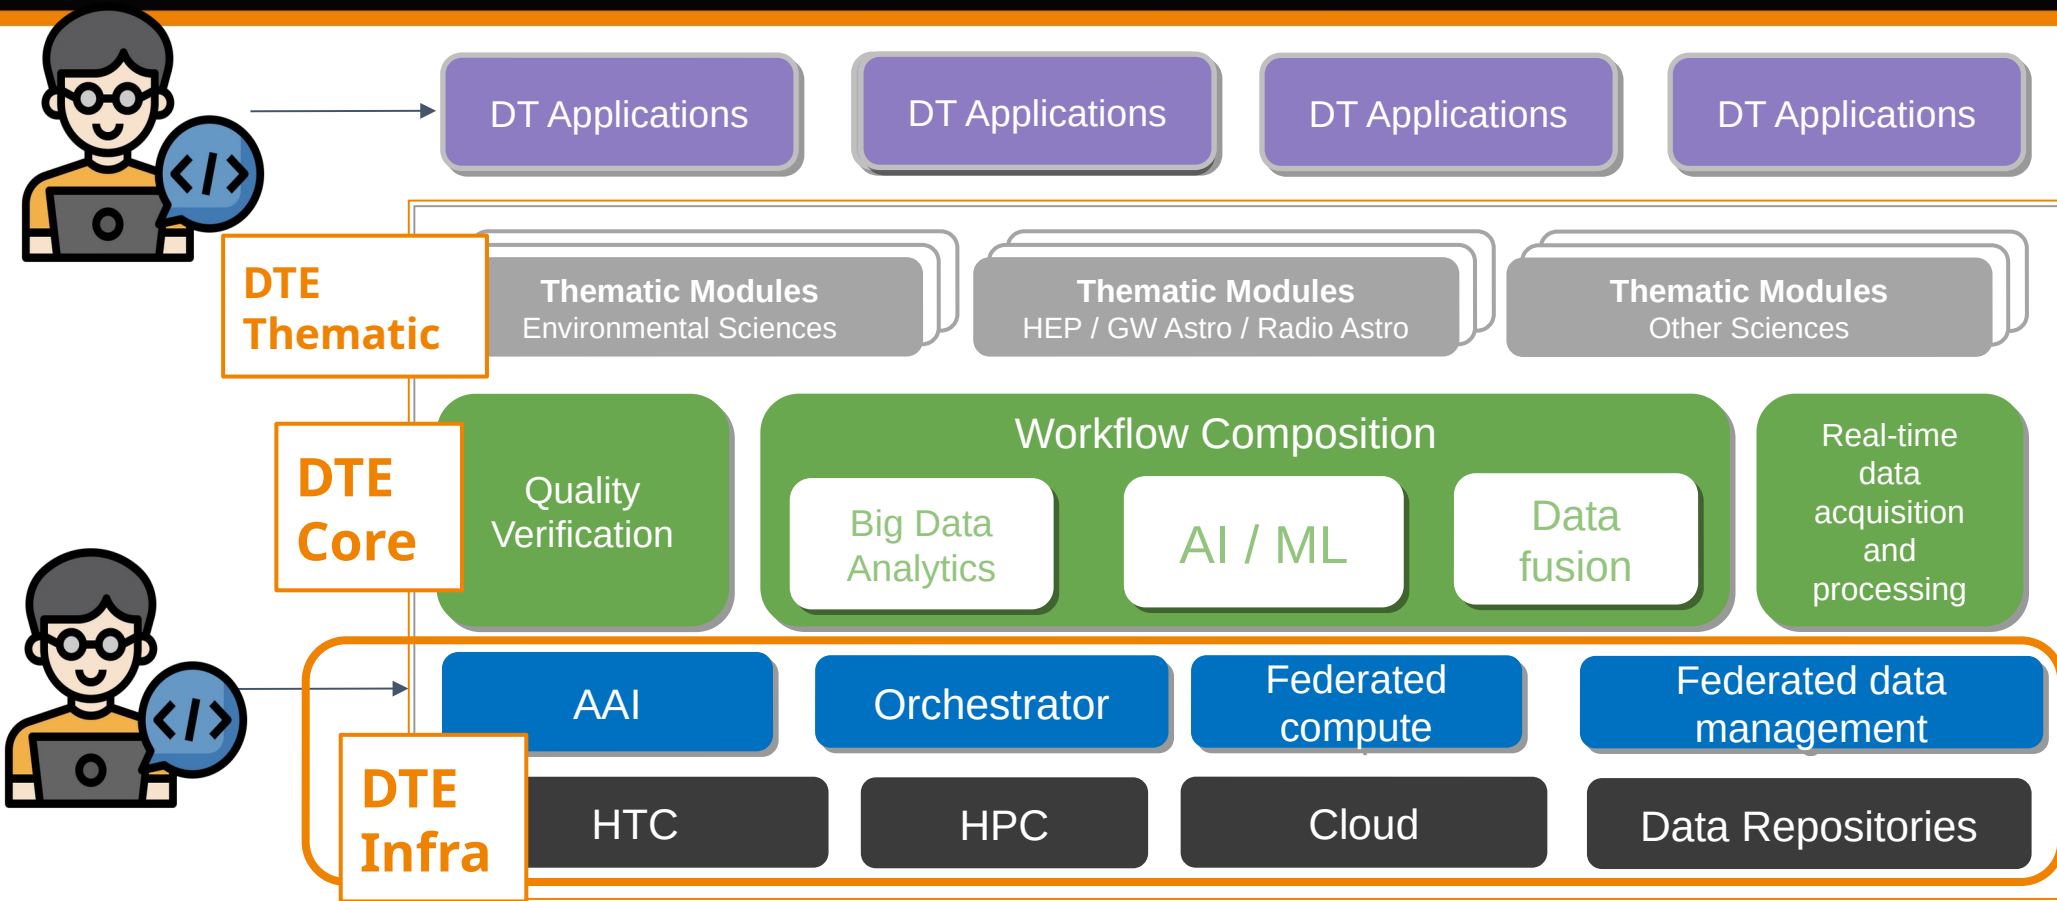 DT Applications
DT Applications
DT Applications
DT Applications
DTE
Thematic
Thematic Modules
Environmental Sciences
Thematic Modules
HEP / GW Astro / Radio Astro
Thematic Modules
Other Sciences
DTE
Core
Quality
Verification
Workflow Composition
Big Data
Analytics
AI / ML
Data
fusion
Real-time
data
acquisition
and
processing
</>
</>
AAI
Orchestrator
Federated
compute
Federated data
management
DTE
Infra
HTC
HPC
Cloud
Data Repositories